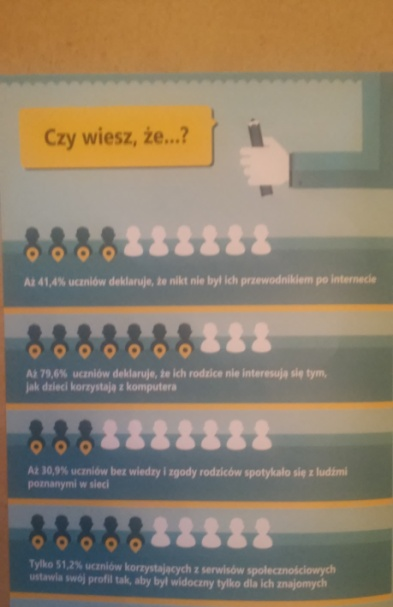 Czy wiesz, że...?
Aż 41,4% uczniów deklaruje, że nikt nie był ich przewodnikiem po internecie
Aż 79,6% uczniów deklaruje, że ich rodzice nie interesują się tym,
jak dzieci korzystają z komputera
Aż 30,9% uczniów bez wiedzy i zgody rodziców spotykało się z ludźmi
poznanymi w sieci
Tylko 51,2% uczniów korzystających z serwisów społecznościowych
ustawia swój profil tak, aby był widoczny tylko dla ich znajomych